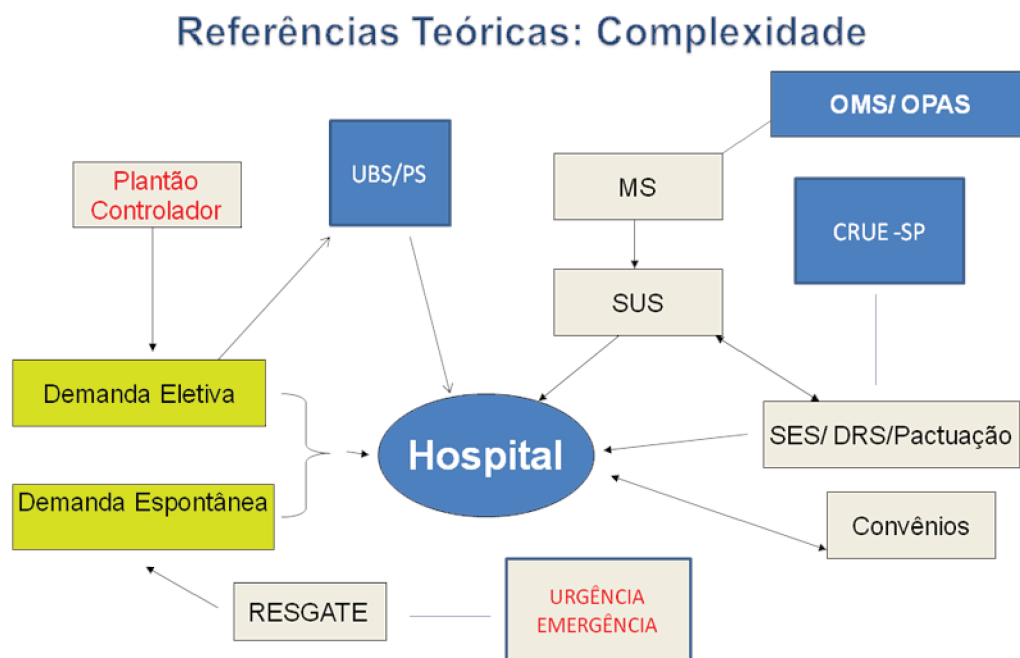 Referências Teóricas: Complexidade
OMS/ OPAS
UBS/PS
Plantão
Controlador
MS
CRUE -SP
SUS
Demanda Eletiva
SES/ DRS/Pactuação
Hospital
Demanda Espontânea
Convênios
RESGATE
URGÊNCIA
EMERGÊNCIA